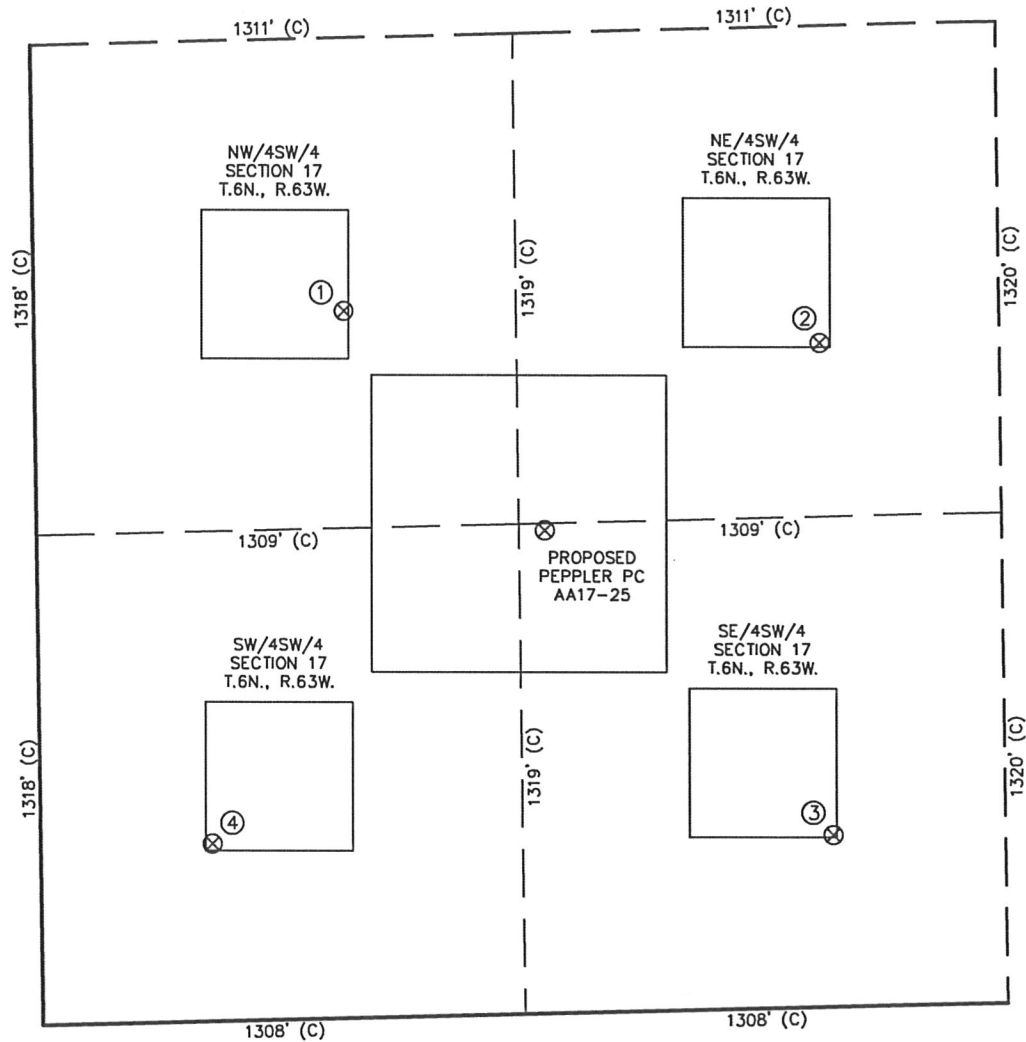 1311' (C)
1311' (C)
NW/4SW/4
SECTION 17
T.6N., R.63W.
NE/4SW/4
SECTION 17
T.6N., R.63W.
1318' (C)
1319' (C)
1320' (C)
1
2
1309' (C)
1309' (C)
PROPOSED
PEPPLER PC
AA17-25
SW/4SW/4
SECTION 17
T.6N., R.63W.
SE/4SW/4
SECTION 17
T.6N., R.63W.
1318' (C)
1319' (C)
1320' (C)
4
3
1308' (C)
1308' (C)